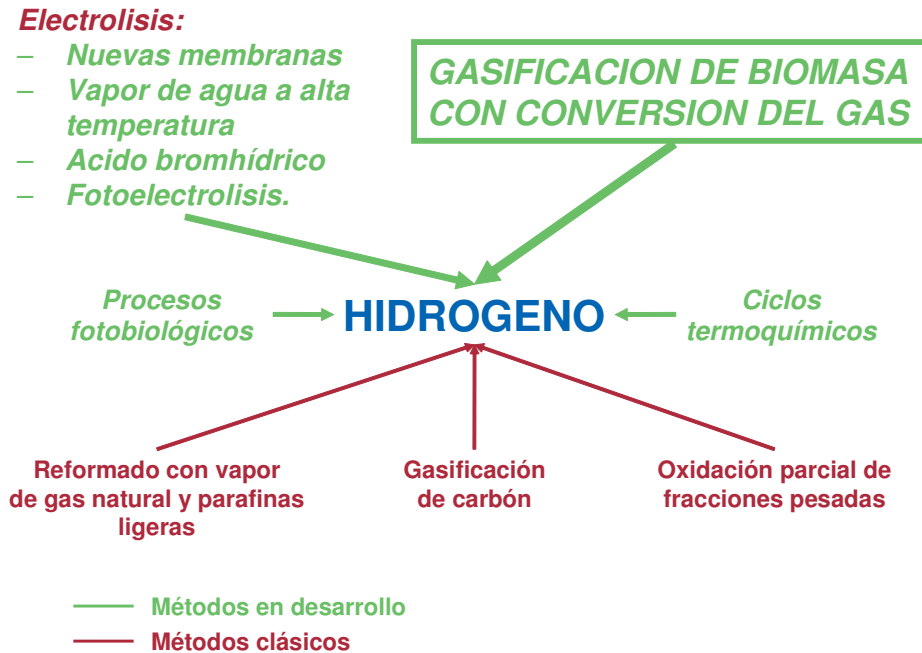 Electrolisis:
– Nuevas membranas
– Vapor de agua a alta
temperatura
– Acido bromhídrico
– Fotoelectrolisis.
GASIFICACION DE BIOMASA
CON CONVERSION DEL GAS
Procesos
fotobiológicos
HIDROGENO
Ciclos
termoquímicos
Reformado con vapor
de gas natural y parafinas
ligeras
Gasificación
de carbón
Oxidación parcial de
fracciones pesadas
Métodos en desarrollo
Métodos clásicos